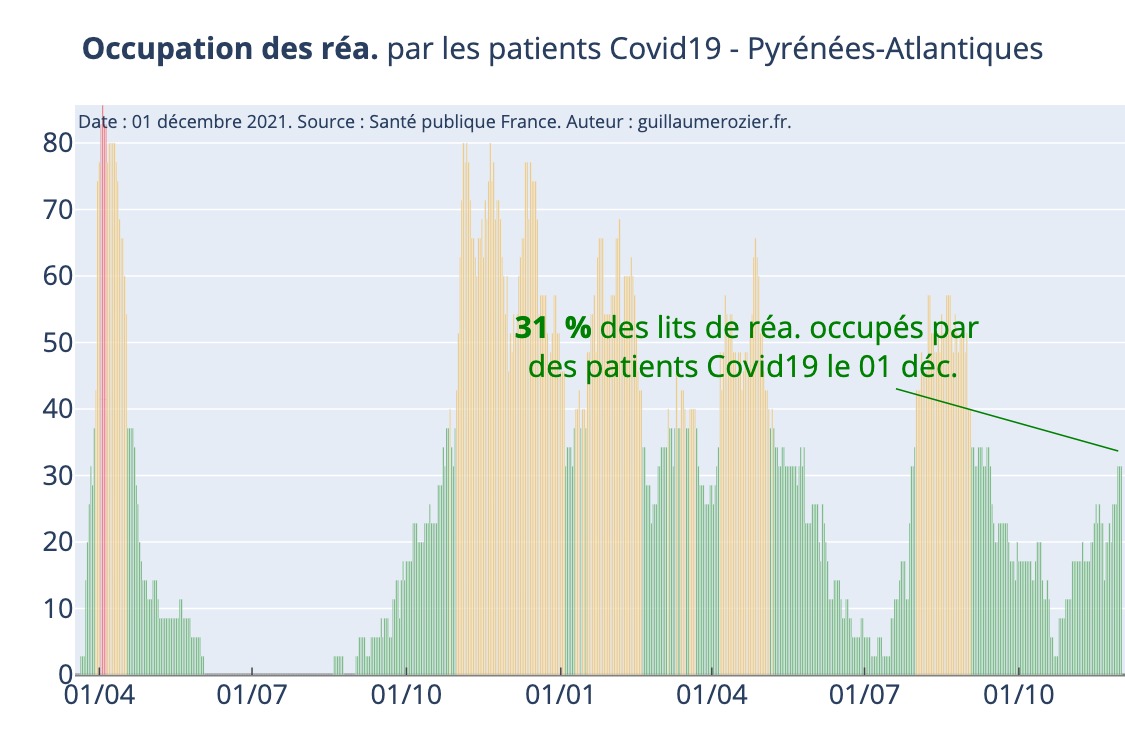 Occupation des réa. par les patients Covid19 - Pyrénées-Atlantiques
Date : 01 décembre 2021. Source : Santé publique France. Auteur : guillaumerozier.fr.
80
70
60
50
40
30
20
10
0
31 % des lits de réa. occupés par
des patients Covid19 le 01 déc.
01/04 01/07 01/10 01/01 01/04 01/07 01/10